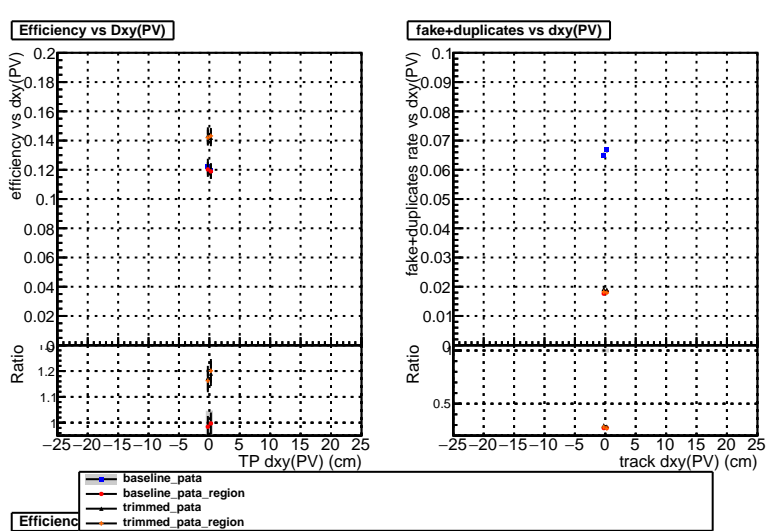 Efficiency vs Dxy(PV)
efficiency vs dxy(PV)
0.2
0.18
0.16
0.14
0.12
0.1
0.08
0.06
0.04
0.02
0
Ratio
1.2
1.1
1
−25 −20 −15 −10 −5 0 5 10 15 20 25
TP dxy(PV) (cm)
fake+duplicates vs dxy(PV)
fake+duplicates rate vs dxy(PV)
0.1
0.09
0.08
0.07
0.06
0.05
0.04
0.03
0.02
0.01
0
Ratio
0.5
−25 −20 −15 −10 −5 0 5 10 15 20 25
track dxy(PV) (cm)
baseline_pata
baseline_pata_region
trimmed_pata
trimmed_pata_region
Efficienc